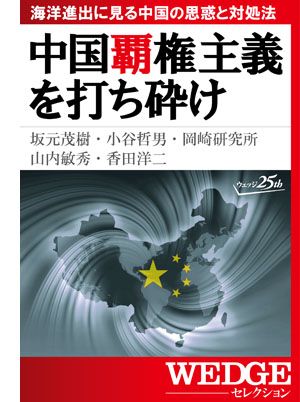 海洋進出に見る中国の思惑と対処法
中国覇権主義
を打ち砕け
坂元茂樹・小谷哲男・岡崎研究所
山内敏秀・香田洋二
ウェッジ25th
WEDGE
セレクション